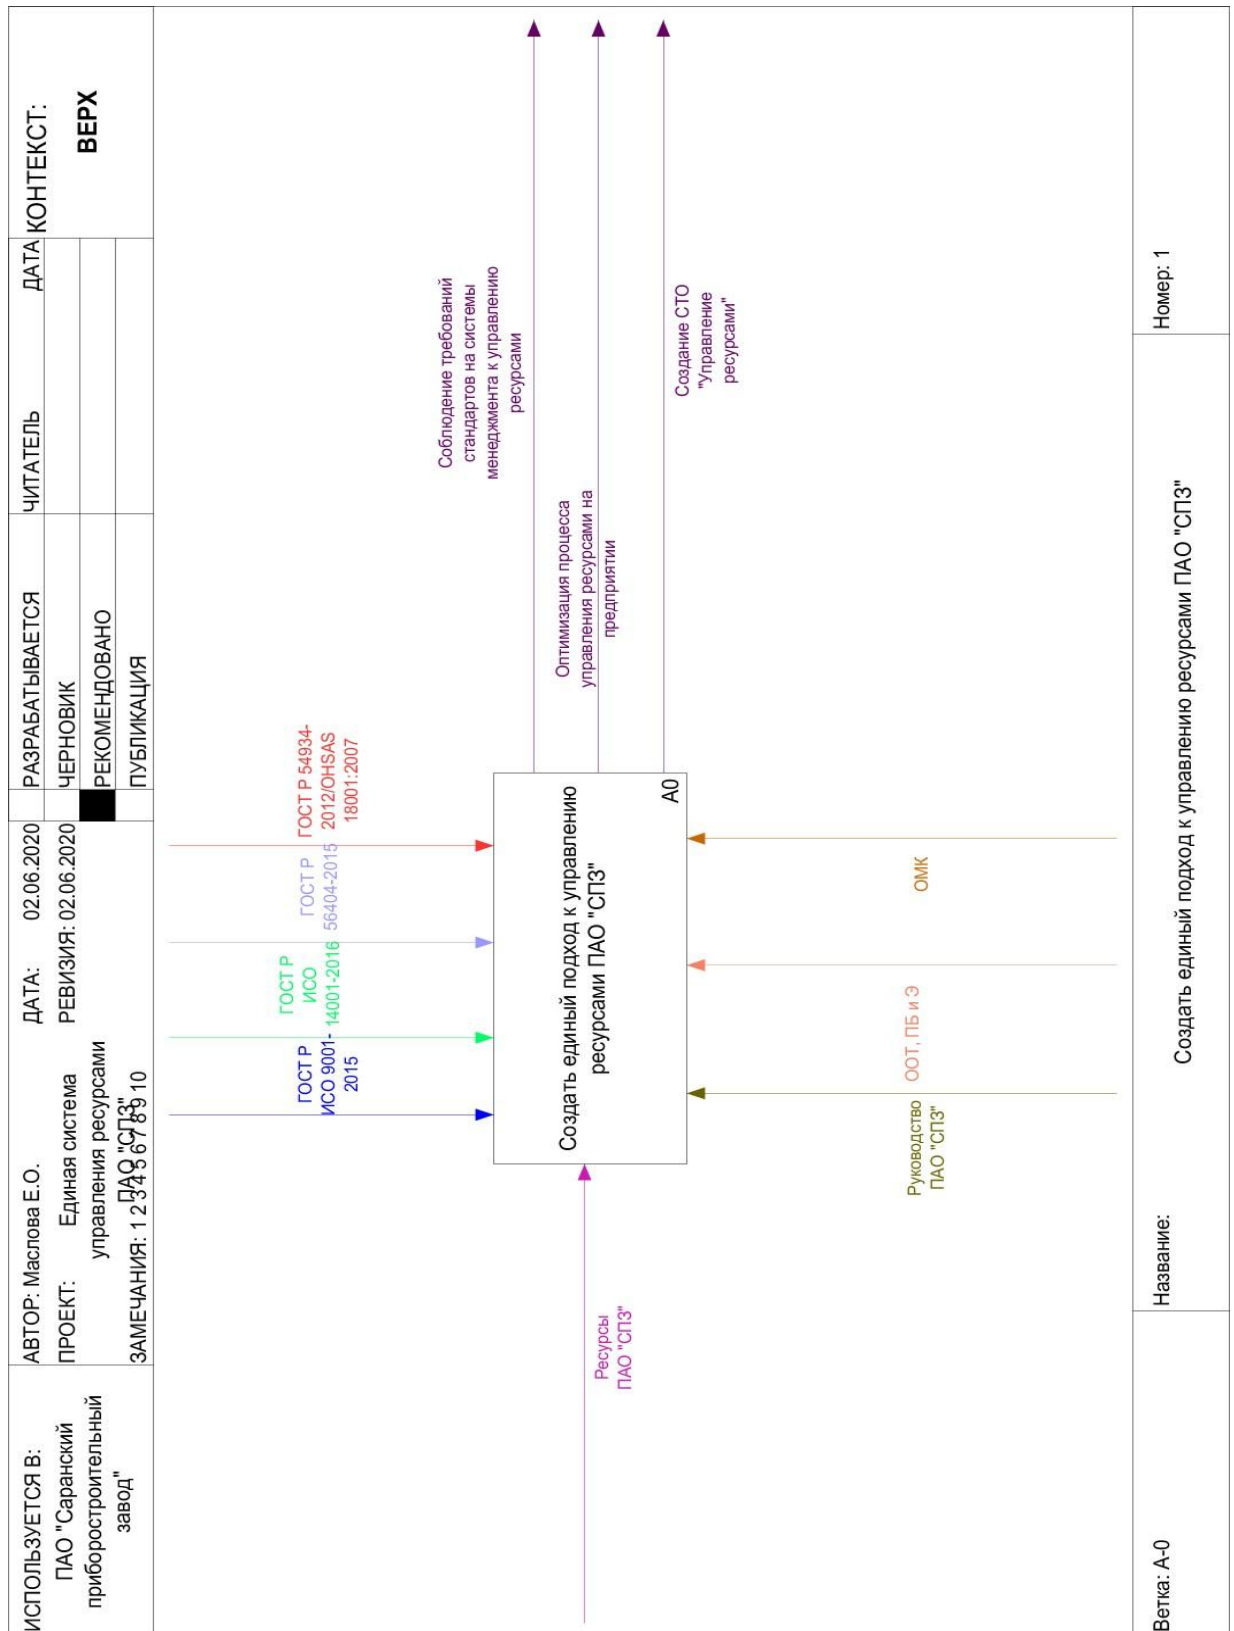 ИСПОЛЬЗУЕТСЯ В:
ПАО "Саранский
приборостроительный
завод"
АВТОР: Маслова Е.О.
ДАТА: 02.06.2020
ПРОЕКТ: Единая система
управления ресурсами
ПАО "СПЗ"
РЕВИЗИЯ: 02.06.2020
ЗАМЕЧАНИЯ: 1 2 3 4 5 6 7 8 9 10
РАЗРАБАТЫВАЕТСЯ
ЧЕРНОВИК
РЕКОМЕНДОВАНО
ПУБЛИКАЦИЯ
ЧИТАТЕЛЬ
ДАТА
КОНТЕКСТ:
ВЕРХ
ГОСТ Р
ИСО 9001-
2015
ГОСТ Р
ИСО
14001-2016
ГОСТ Р
56404-2015
ГОСТ Р 54934-
2012/OHSAS
18001:2007
Соблюдение требований
стандартов на системы
менеджмента к управлению
ресурсами
Оптимизация процесса
управления ресурсами на
предприятии
Создание СТО
"Управление
ресурсами"
Ресурсы
ПАО "СПЗ"
Создать единый подход к управлению
ресурсами ПАО "СПЗ"
A0
Руководство
ПАО "СПЗ"
ООТ, ПБ и Э
ОМК
Ветка: A-0
Название:
Создать единый подход к управлению ресурсами ПАО "СПЗ"
Номер: 1